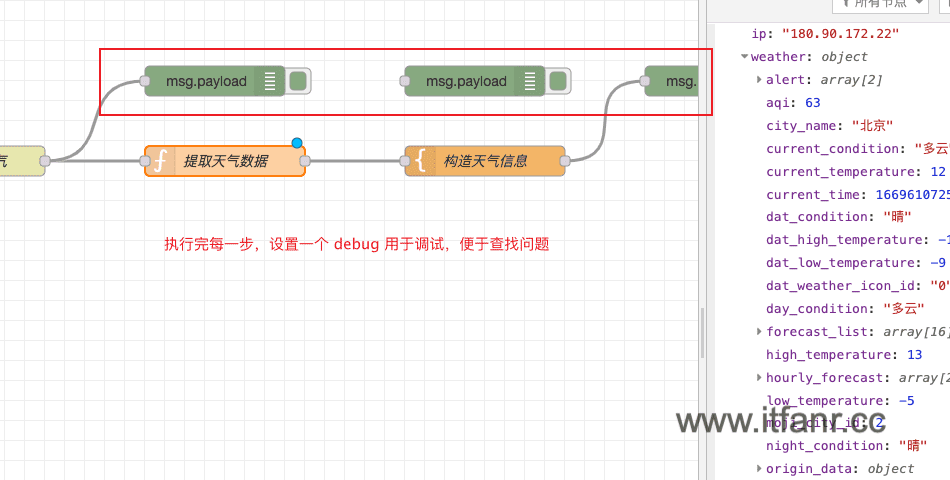 所有节点
ip: "180.90.172.22"
weather: object
msg.payload
msg.payload
msg.
alert: array[2]
aqi: 63
city_name: "北京"
current_condition: "多云
气
提取天气数据
构造天气信息
current_temperature: 12
current_time: 1669610725
dat_condition: "晴"
执行完每一步，设置一个 debug 用于调试，便于查找问题
dat_high_temperature: -1
dat_low_temperature: -9
dat_weather_icon_id: "0"
day_condition: "多云"
forecast_list: array[16]
high_temperature: 13
hourly_forecast: array[2
low_temperature: -5
www.itfanr.cc
moji_city_id: 2
night_condition: "晴"
origin_data: object